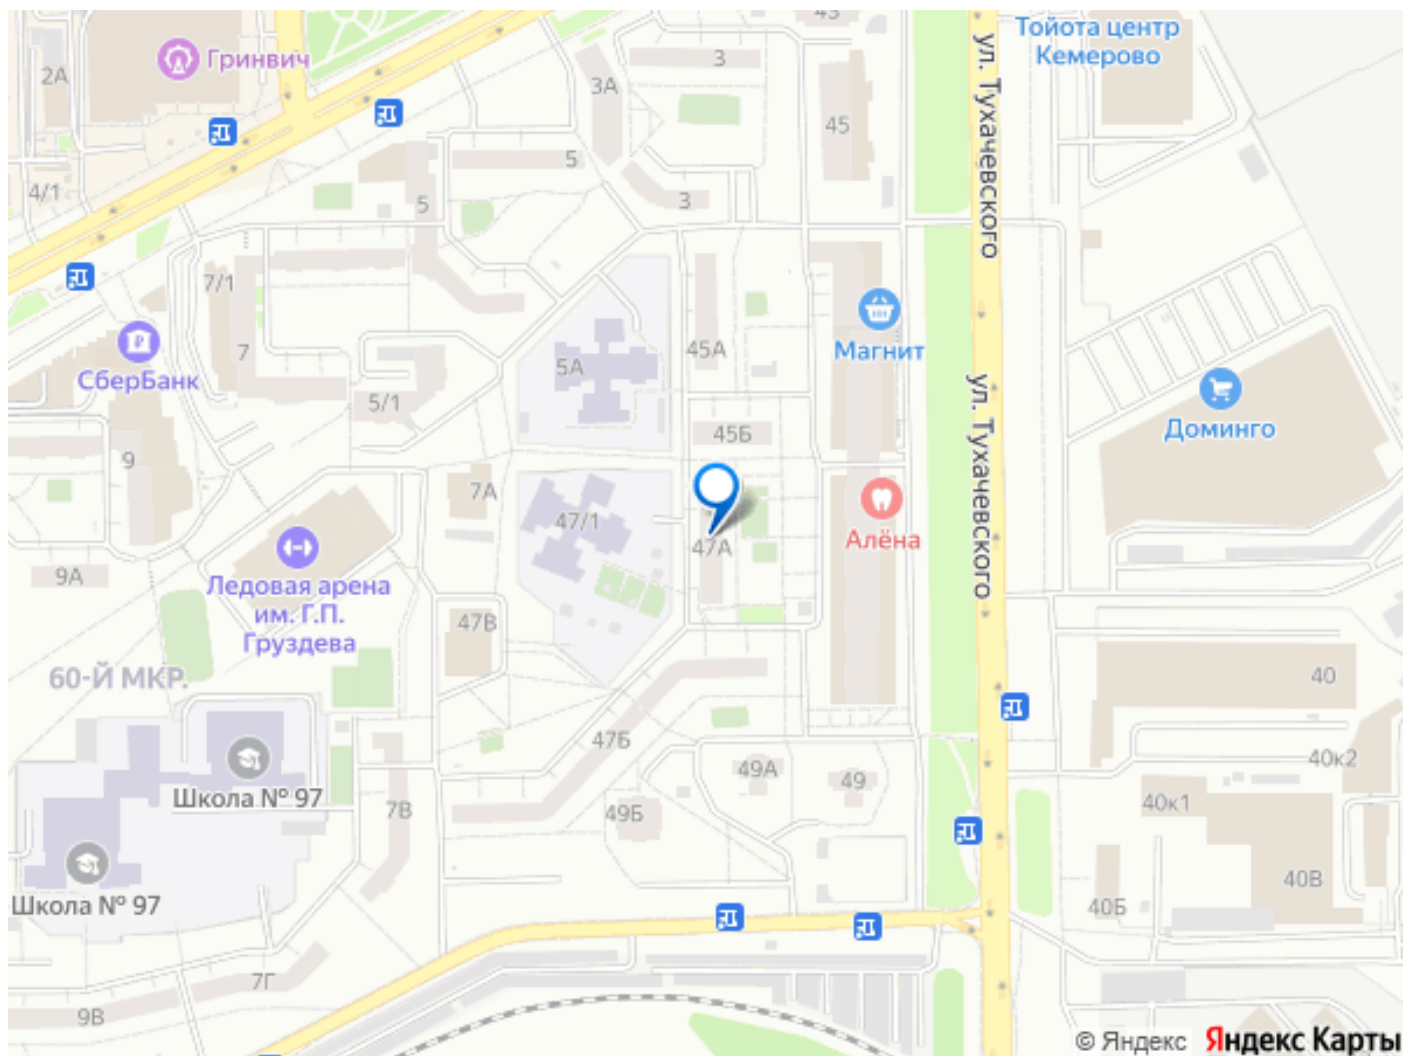 43
Тойота центр
Кемерово
Гринвич
2А
3
3А
ул. Тухачевского
45
5
4/1
3
5
7/1
Магнит
7
45А
СберБанк
5А
5/1
ул. Тухачевского
Доминго
45Б
9
7А
47/1
47А
Алёна
9А
Ледовая арена
им. Г.П.
Груздева
47В
60-Й МКР.
40
47Б
40к2
49А
49
Школа № 97
7В
49Б
40к1
40В
Школа № 97
40Б
7Г
9В
© Яндекс
Яндекс Карты